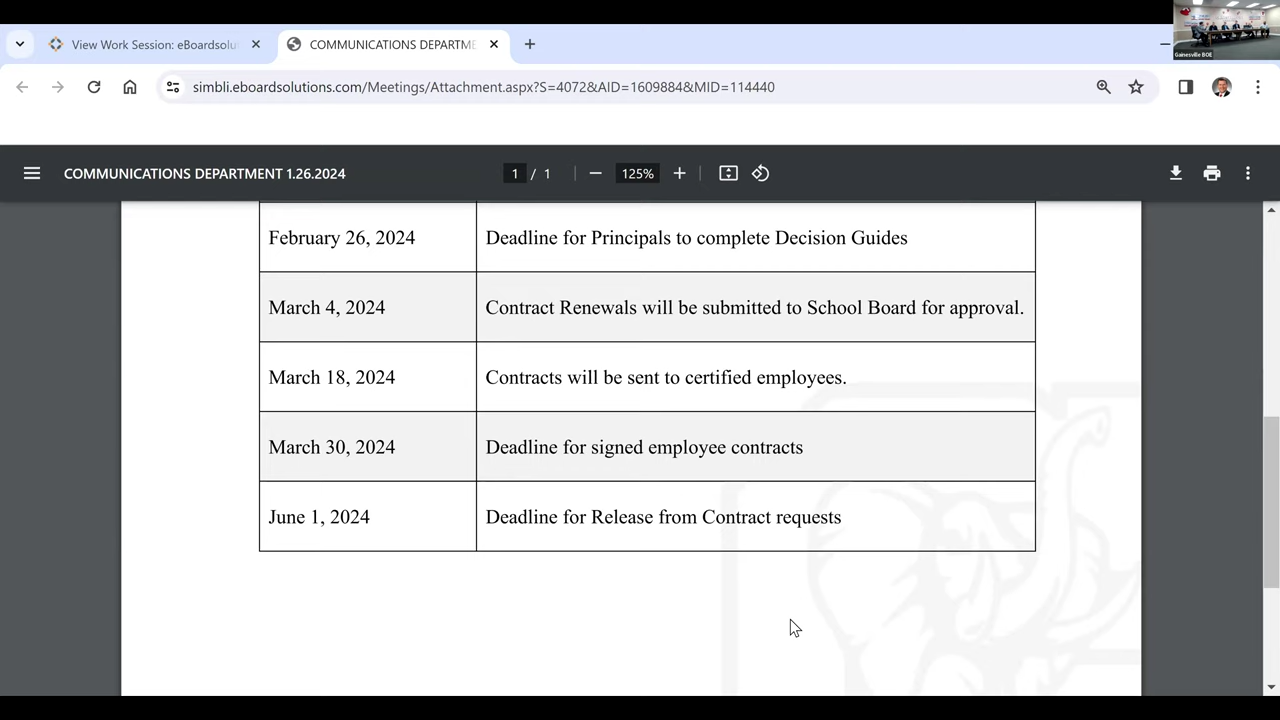 View Work Session: eBoardsolu
COMMUNICATIONS DEPARTME
Gainesville BOE
simbli.eboardsolutions.com/Meetings/Attachment.aspx?S=4072&AID=1609884&MID=114440
COMMUNICATIONS DEPARTMENT 1.26.2024
1 / 1
125%
February 26, 2024 Deadline for Principals to complete Decision Guides
March 4, 2024 Contract Renewals will be submitted to School Board for approval.
March 18, 2024 Contracts will be sent to certified employees.
March 30, 2024 Deadline for signed employee contracts
June 1, 2024 Deadline for Release from Contract requests